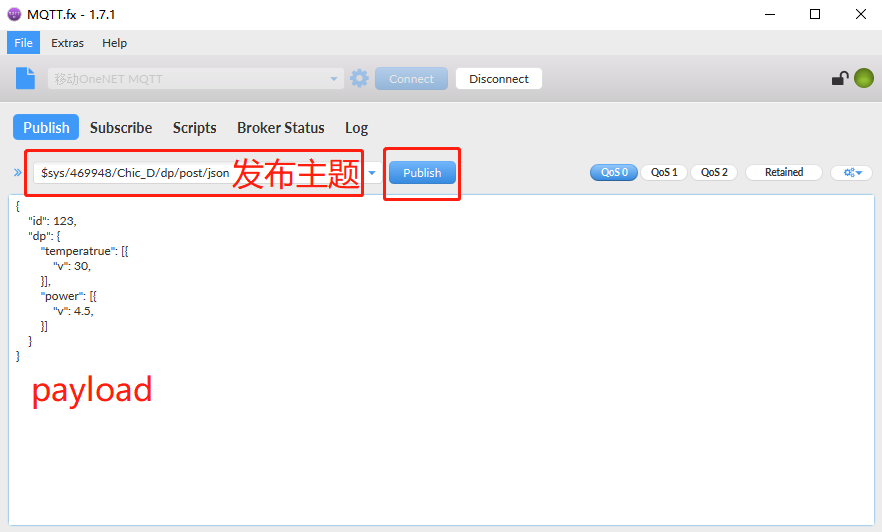 MQTT.fx - 1.7.1
File Extras Help
移动OneNET MQTT Connect Disconnect
Publish Subscribe Scripts Broker Status Log
» $sys/469948/Chic_D/dp/post/json 发布主题 Publish QoS 0 QoS 1 QoS 2 Retained
{
"id": 123,
"dp": {
"temperatrue": [{
"v": 30,
}],
"power": [{
"v": 4.5,
}]
}
}
payload